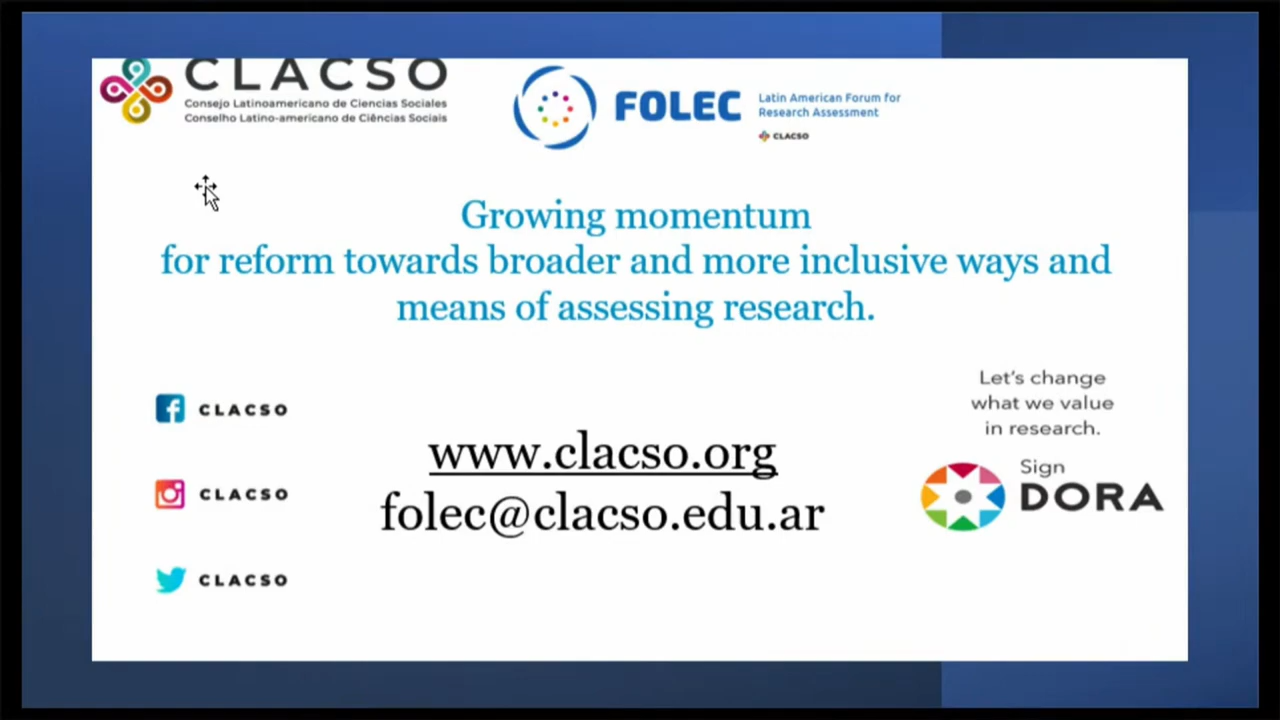 CLACSO
Consejo Latinoamericano de Ciencias Sociales
Conselho Latino-americano de Ciências Sociais
FOLEC
Latin American Forum for
Research Assessment
CLACSO
Growing momentum
for reform towards broader and more inclusive ways and
means of assessing research.
CLACSO
CLACSO
CLACSO
www.clacso.org
folec@clacso.edu.ar
Let's change
what we value
in research.
Sign
DORA